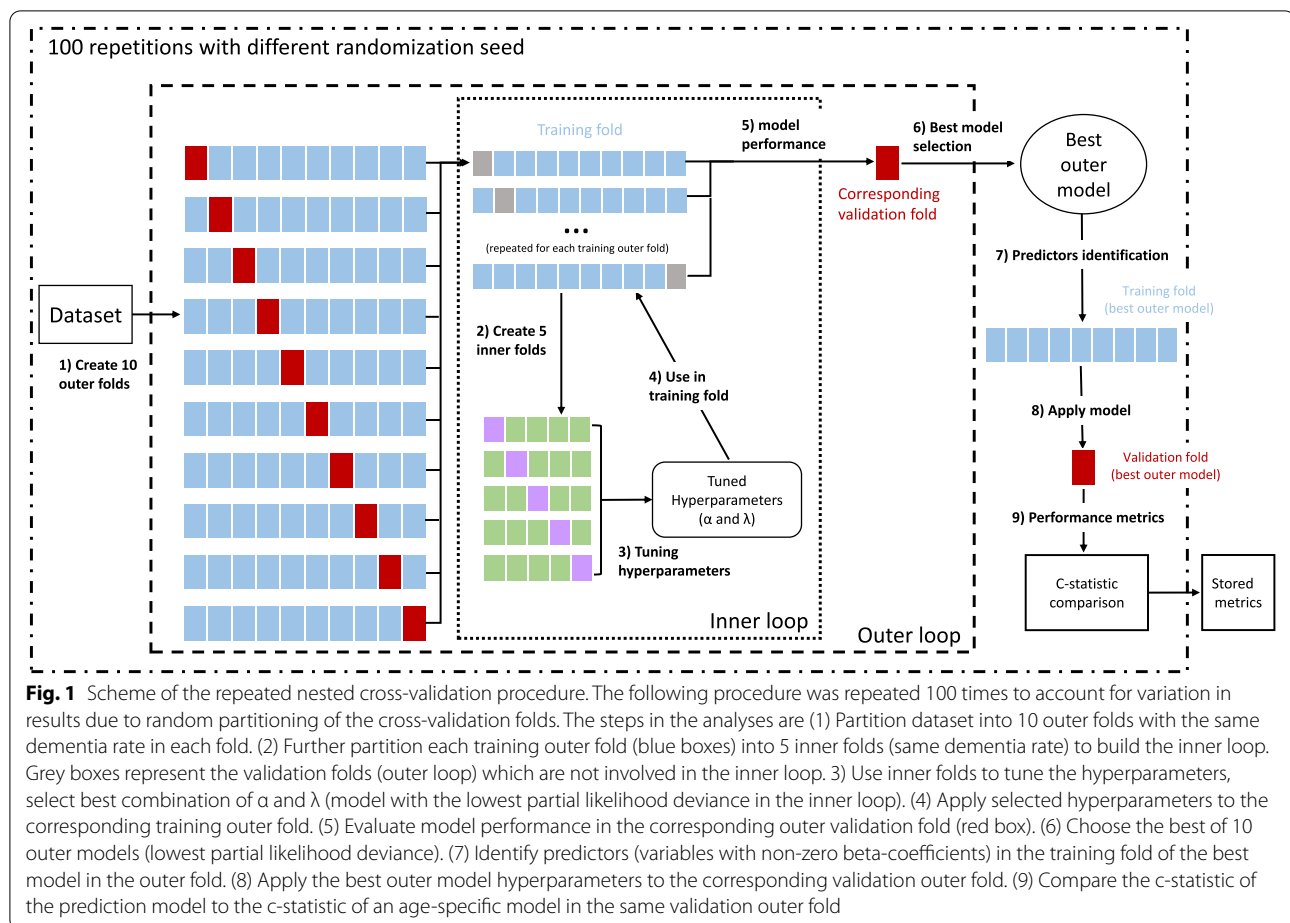 100 repetitions with different randomization seed
Dataset
1) Create 10
outer folds
Training fold
...
(repeated for each training outer fold)
2) Create 5
inner folds
4) Use in
training fold
Tuned
Hyperparameters
(α and λ)
3) Tuning
hyperparameters
Inner loop
Outer loop
5) model
performance
Corresponding
validation fold
6) Best model
selection
Best
outer
model
7) Predictors identification
Training fold
(best outer model)
8) Apply model
Validation fold
(best outer model)
9) Performance metrics
C-statistic
comparison
Stored
metrics
Fig. 1 Scheme of the repeated nested cross-validation procedure. The following procedure was repeated 100 times to account for variation in
results due to random partitioning of the cross-validation folds. The steps in the analyses are (1) Partition dataset into 10 outer folds with the same
dementia rate in each fold. (2) Further partition each training outer fold (blue boxes) into 5 inner folds (same dementia rate) to build the inner loop.
Grey boxes represent the validation folds (outer loop) which are not involved in the inner loop. 3) Use inner folds to tune the hyperparameters,
select best combination of α and λ (model with the lowest partial likelihood deviance in the inner loop). (4) Apply selected hyperparameters to the
corresponding training outer fold. (5) Evaluate model performance in the corresponding outer validation fold (red box). (6) Choose the best of 10
outer models (lowest partial likelihood deviance). (7) Identify predictors (variables with non-zero beta-coefficients) in the training fold of the best
model in the outer fold. (8) Apply the best outer model hyperparameters to the corresponding validation outer fold. (9) Compare the c-statistic of
the prediction model to the c-statistic of an age-specific model in the same validation outer fold